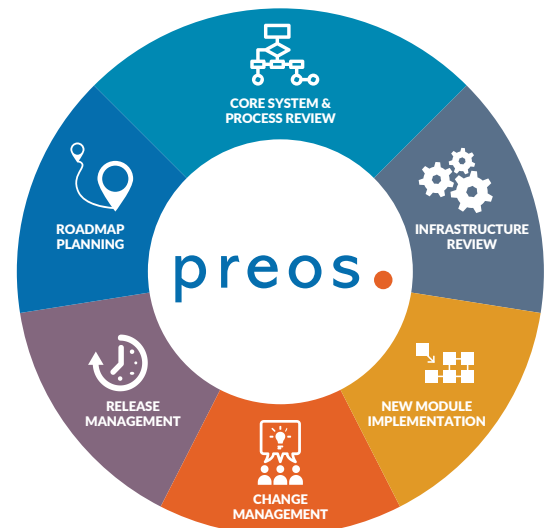 CORE SYSTEM &
PROCESS REVIEW
INFRASTRUCTURE
REVIEW
NEW MODULE
IMPLEMENTATION
CHANGE
MANAGEMENT
RELEASE
MANAGEMENT
ROADMAP
PLANNING
preos.